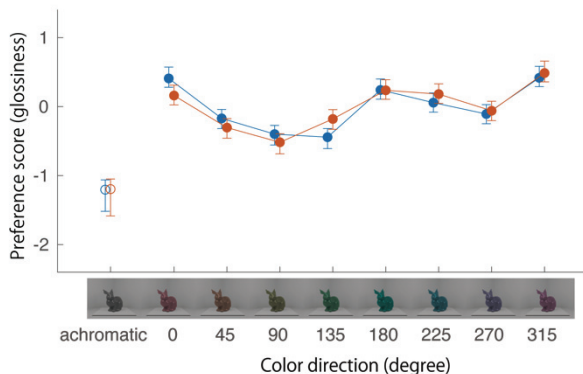 Preference score (glossiness)
1
0
-1
-2
achromatic 0 45 90 135 180 225 270 315
Color direction (degree)